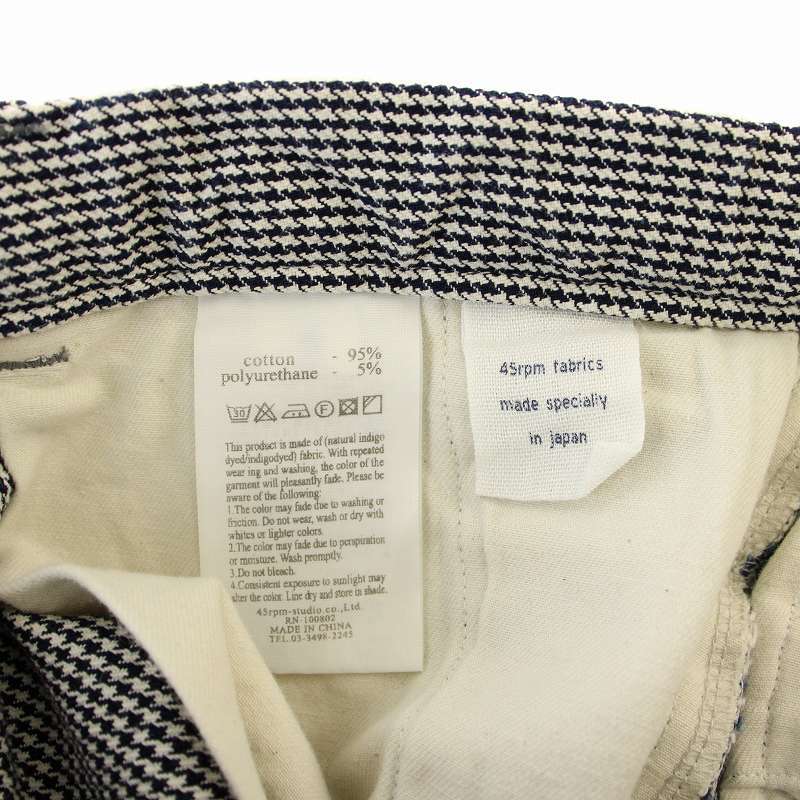 cotton - 95%
polyurethane - 5%
30 F
This product is made of (natural indigo
dyed/indigodyed) fabric. With repeated
wear ing and washing, the color of the
garment will pleasantly fade. Please be
aware of the following:
1.The color may fade due to washing or
friction. Do not wear, wash or dry with
whites or lighter colors.
2.The color may fade due to perspiration
or moisture. Wash promptly.
3.Do not bleach.
4.Consistent exposure to sunlight may
alter the color. Line dry and store in shade.
45rpm-studio co.,Ltd.
RN-100802
MADE IN CHINA
TEL.03-3498-2245
45rpm fabrics
made specially
in japan